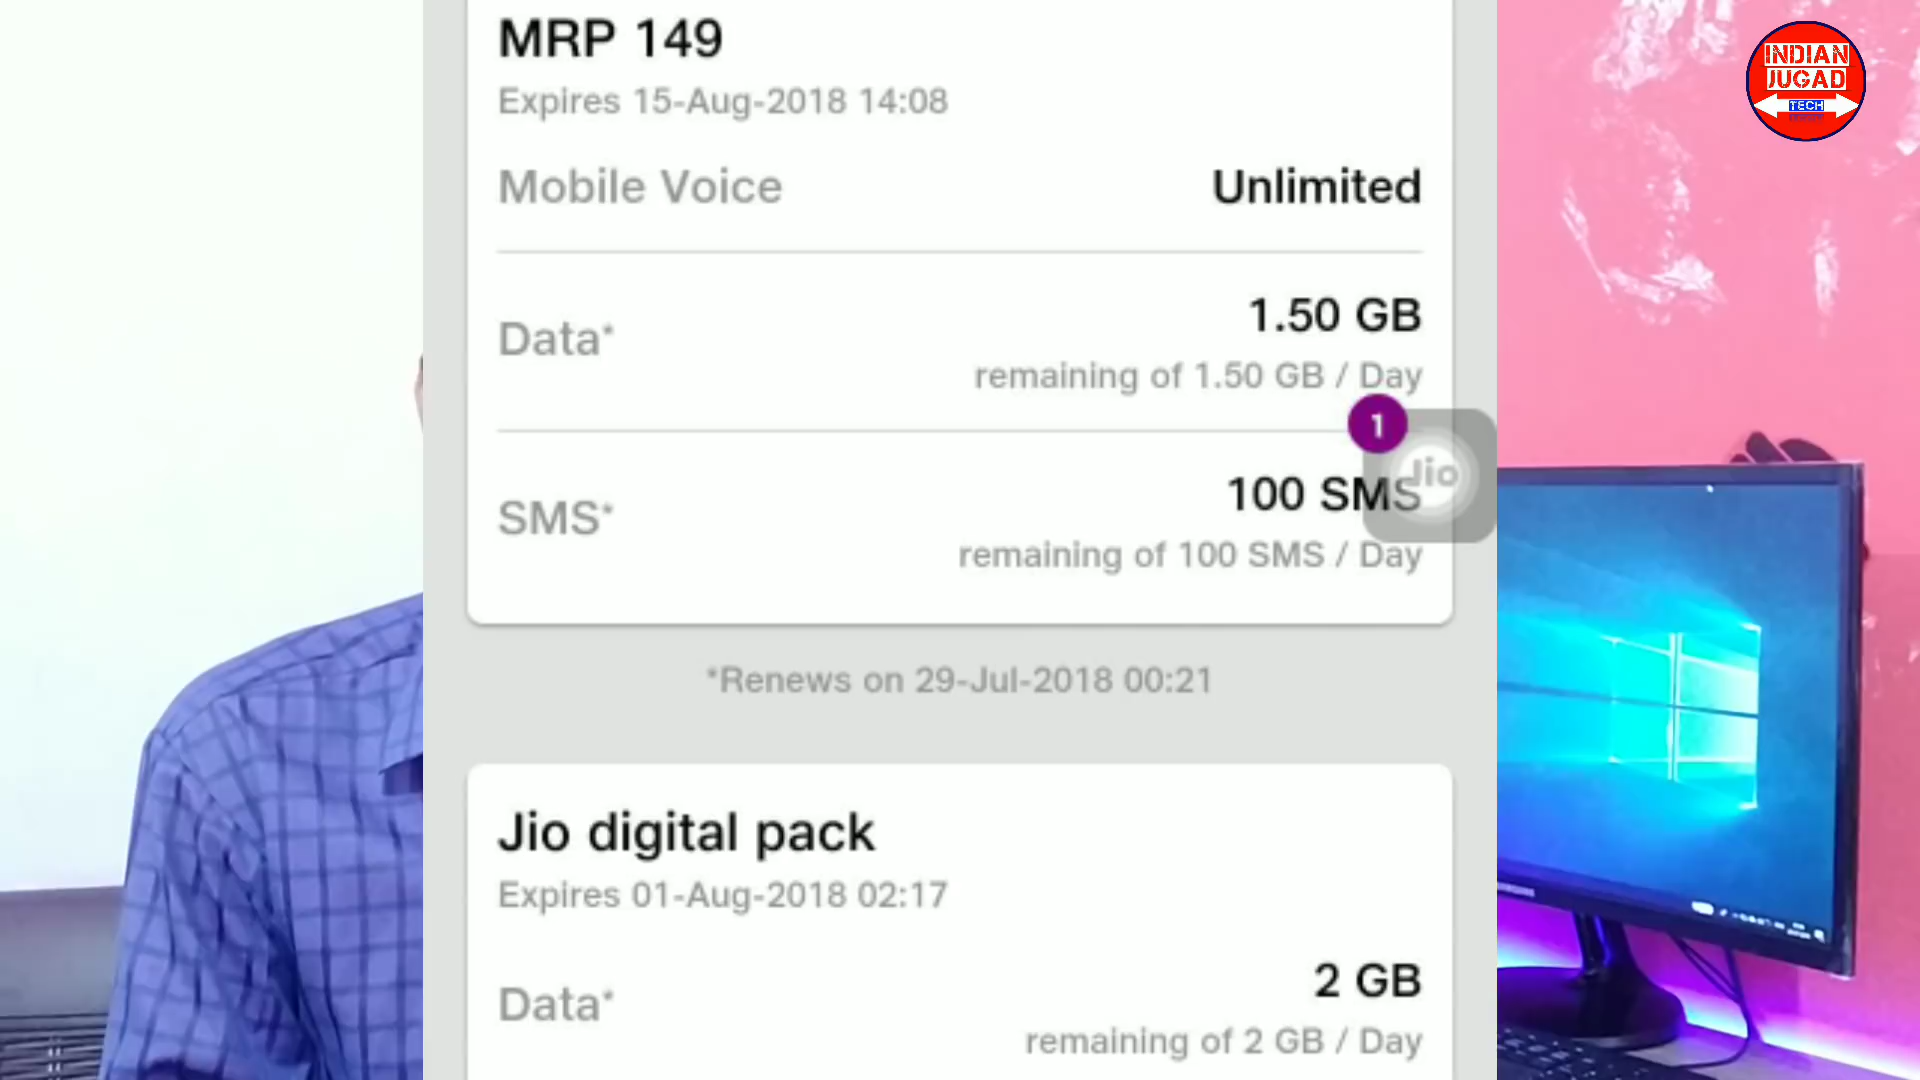 MRP 149
Expires 15-Aug-2018 14:08
Mobile Voice Unlimited
Data* 1.50 GB
remaining of 1.50 GB / Day
1
Jio
SMS* 100 SMS
remaining of 100 SMS / Day
*Renews on 29-Jul-2018 00:21
Jio digital pack
Expires 01-Aug-2018 02:17
Data* 2 GB
remaining of 2 GB / Day
INDIAN
JUGAD
TECH
SAMSUNG